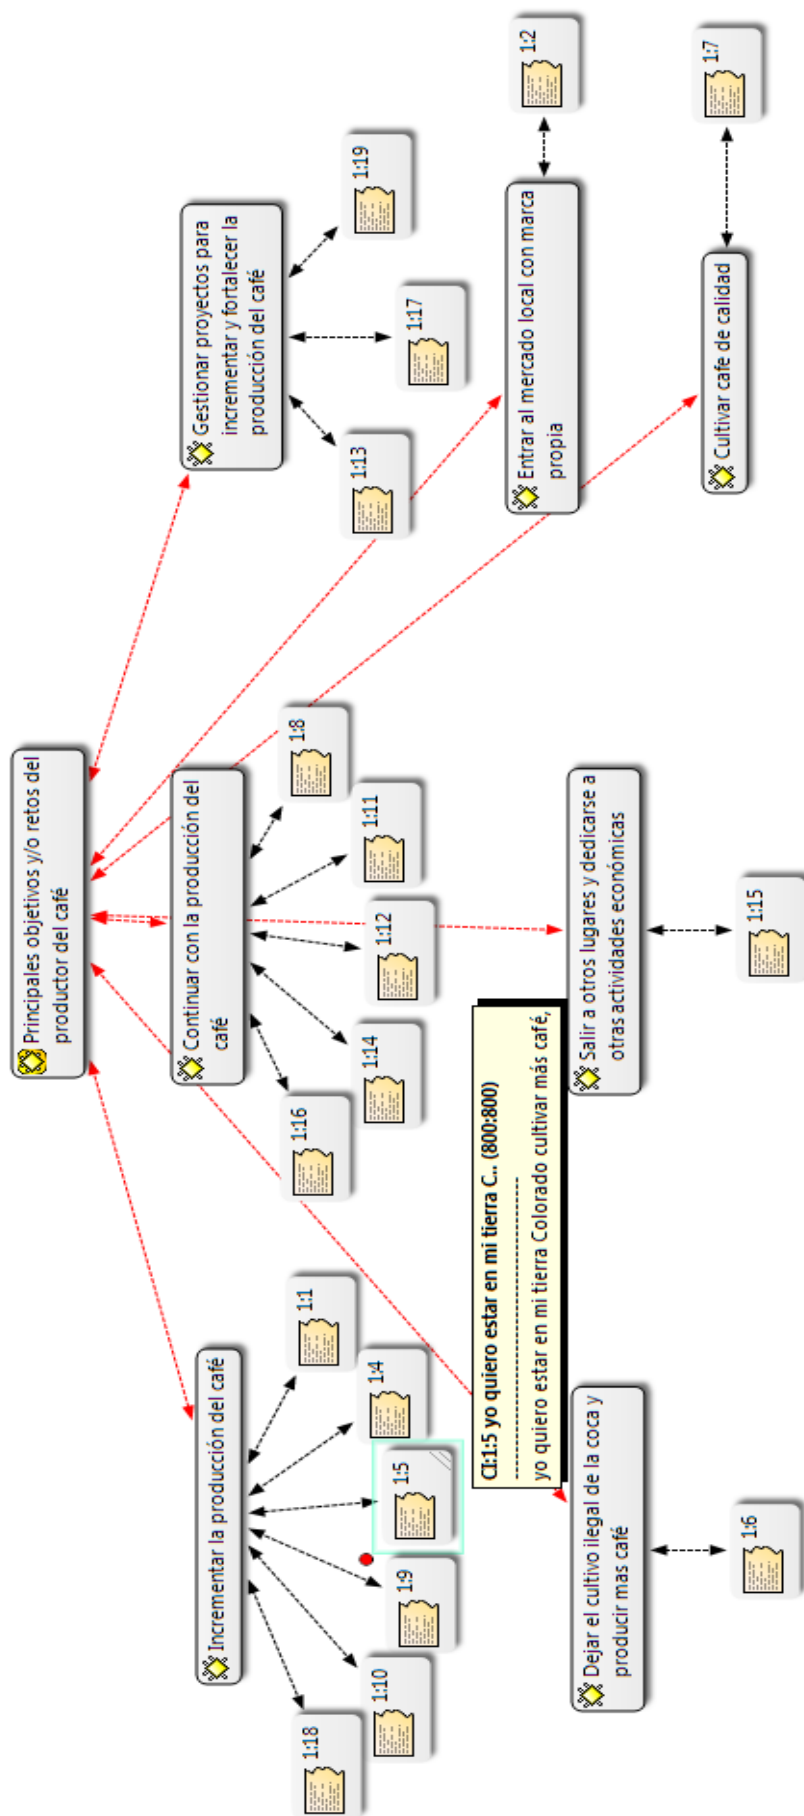 Principales objetivos y/o retos del
productor del café
Incrementar la producción del café
1:18
1:10
1:9
1:5
1:4
1:1
Continuar con la producción del
café
1:16
1:14
1:12
1:11
1:8
Gestionar proyectos para
incrementar y fortalecer la
producción del café
1:13
1:17
1:19
CI:1:5 yo quiero estar en mi tierra C.. (800:800)
--------------------
yo quiero estar en mi tierra Colorado cultivar más café,
Entrar al mercado local con marca
propia
1:2
Dejar el cultivo ilegal de la coca y
producir mas café
1:6
Salir a otros lugares y dedicarse a
otras actividades económicas
1:15
Cultivar cafe de calidad
1:7